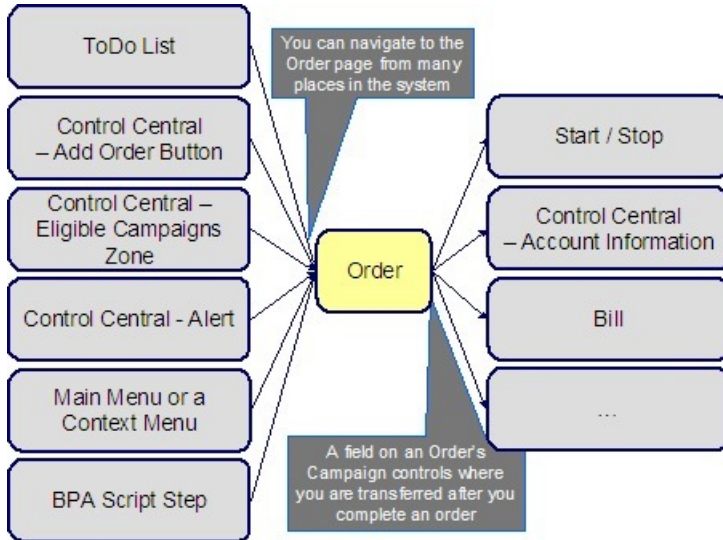 ToDo List
You can navigate to the
Order page from many
places in the system
Control Central
– Add Order Button
Control Central –
Eligible Campaigns
Zone
Control Central - Alert
Main Menu or a
Context Menu
BPA Script Step
Order
Start / Stop
Control Central
– Account Information
Bill
...
A field on an Order's
Campaign controls where
you are transferred after you
complete an order